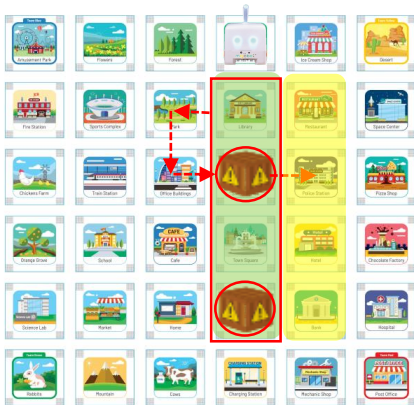 Amusement Park
Flowers
Forest
Ice Cream Shop
Desert
Fire Station
Sports Complex
Park
Library
Restaurant
Space Center
Chickens Farm
Train Station
Office Buildings
Police Station
Pizza Shop
Orange Grove
School
CAFE
Cafe
Town Square
Hotel
Chocolate Factory
Science Lab
Market
Home
Bank
Hospital
Rabbits
Mountain
Cows
CHARGING STATION
Charging Station
Mechanic Shop
Post Office